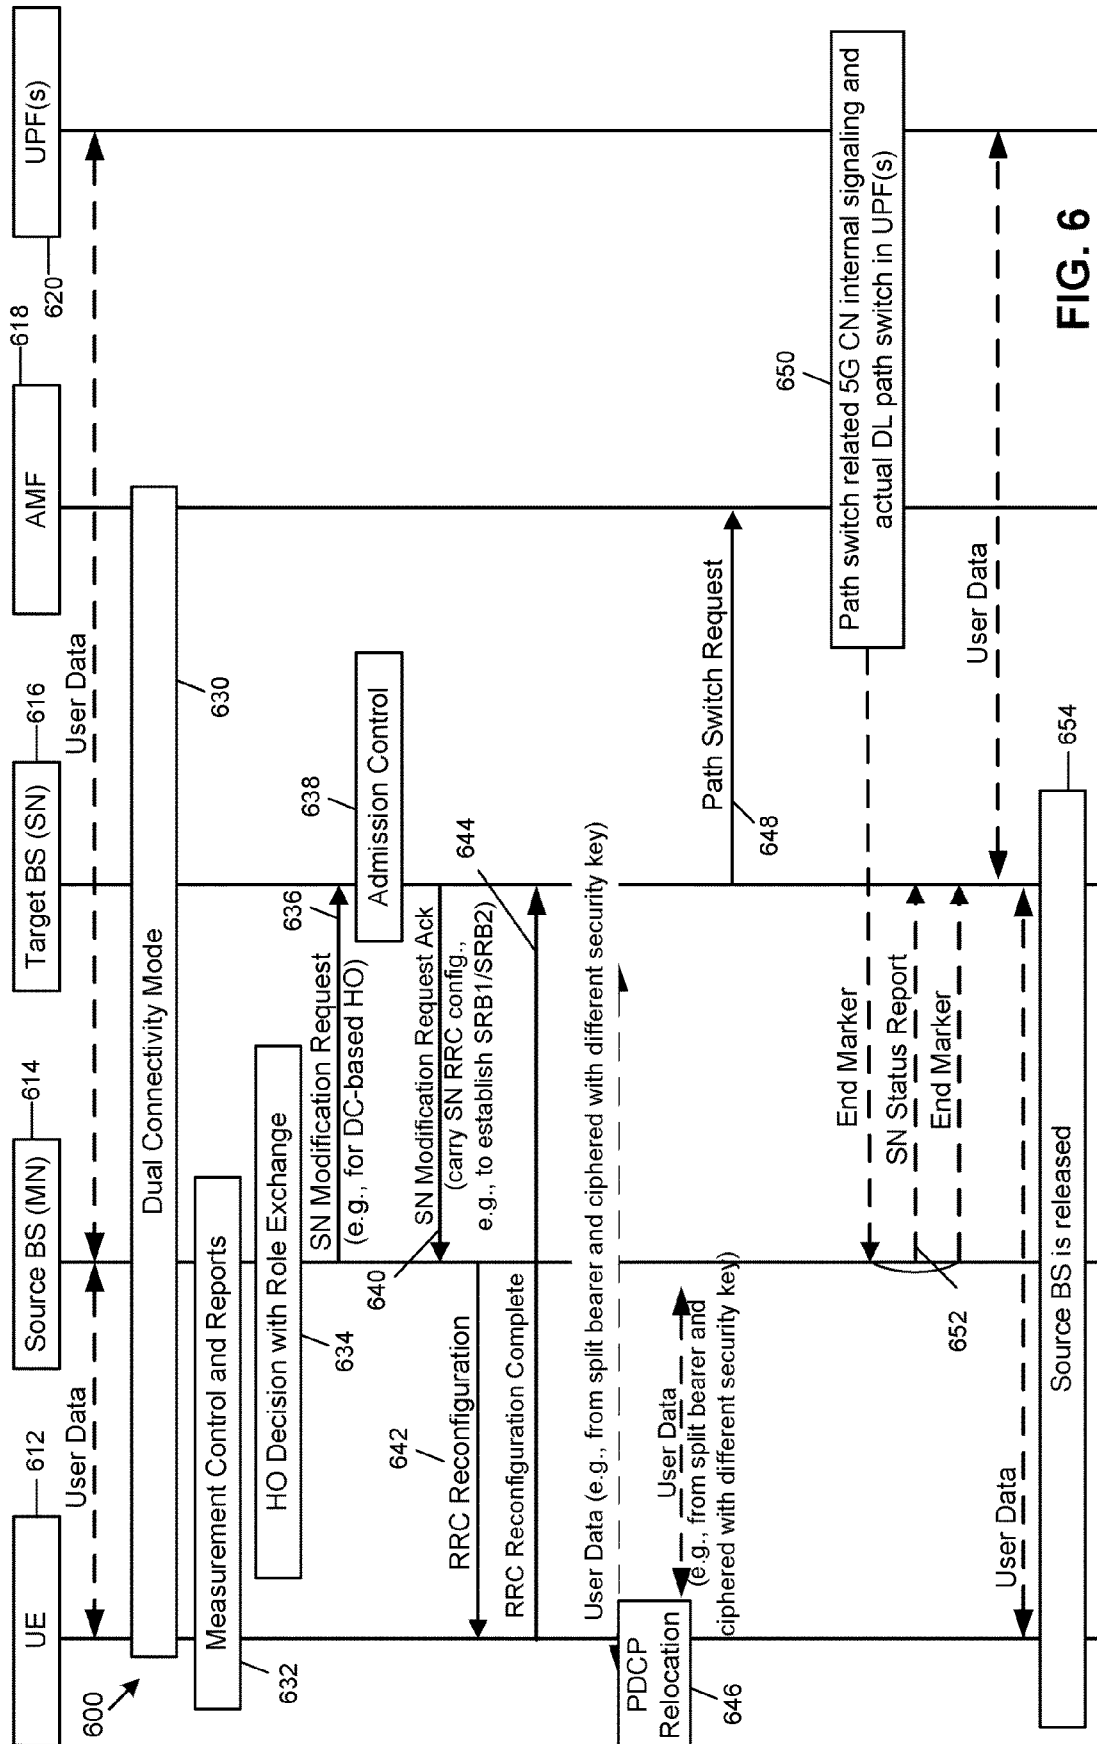 UE
612
Source BS (MN)
614
Target BS (SN)
616
AMF
618
UPF(s)
620
600
User Data
User Data
Dual Connectivity Mode
630
Measurement Control and Reports
632
HO Decision with Role Exchange
634
SN Modification Request
(e.g., for DC-based HO)
636
Admission Control
638
SN Modification Request Ack
(carry SN RRC config.,
e.g., to establish SRB1/SRB2)
640
RRC Reconfiguration
642
RRC Reconfiguration Complete
644
User Data (e.g., from split bearer and ciphered with different security key)
PDCP
Relocation
646
User Data
(e.g., from split bearer and
ciphered with different security key)
Path Switch Request
648
650
Path switch related 5G CN internal signaling and
actual DL path switch in UPF(s)
End Marker
SN Status Report
End Marker
652
User Data
User Data
Source BS is released
654
FIG. 6